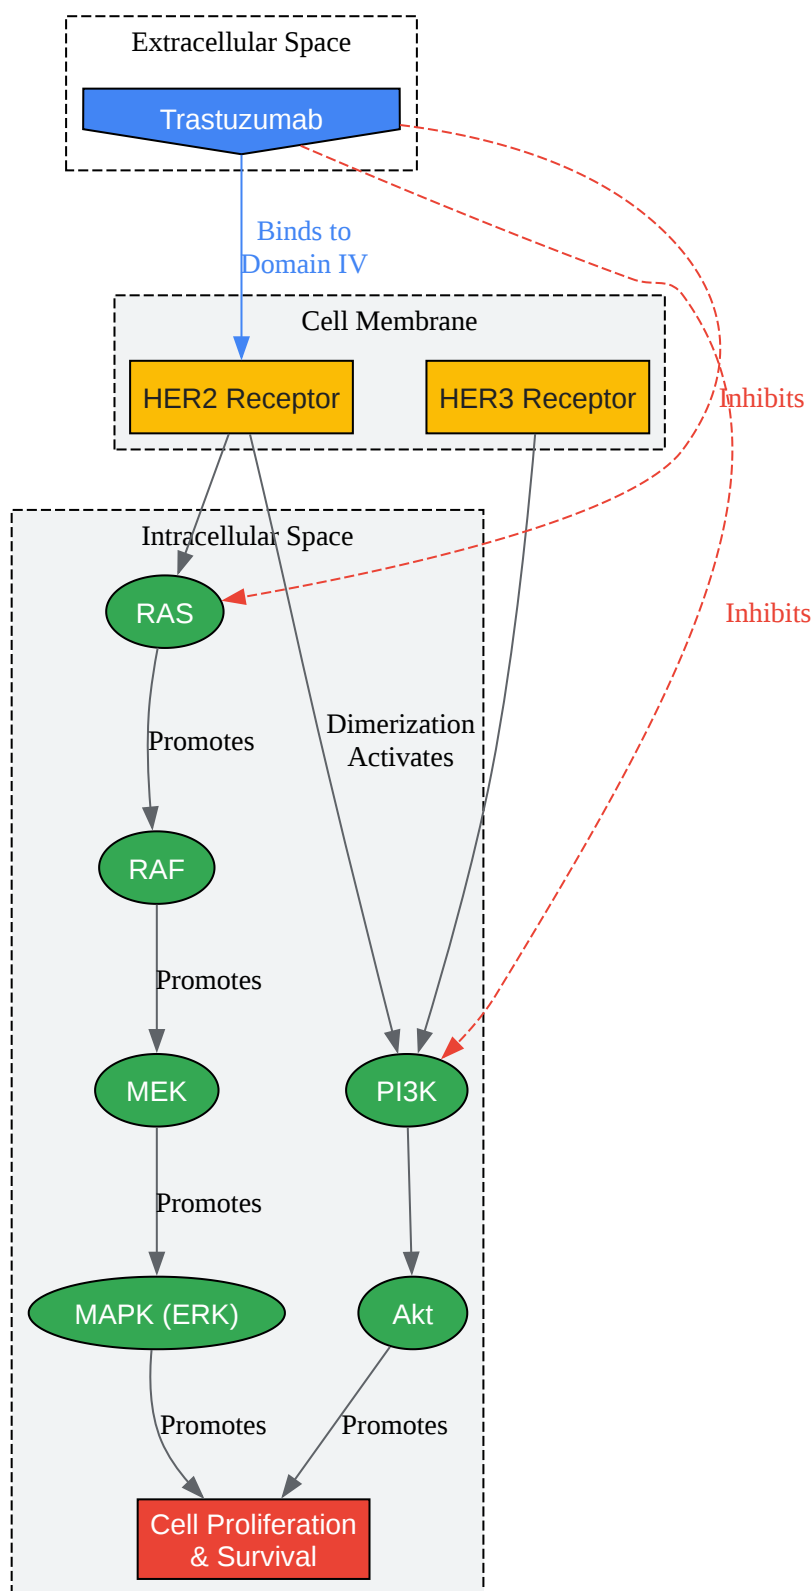 Extracellular Space
Trastuzumab
Binds to
Domain IV
Cell Membrane
HER2 Receptor
HER3 Receptor
Inhibits
Intracellular Space
RAS
Inhibits
Promotes
Dimerization
Activates
RAF
Promotes
MEK
PI3K
Promotes
MAPK (ERK)
Akt
Promotes
Promotes
Cell Proliferation
& Survival